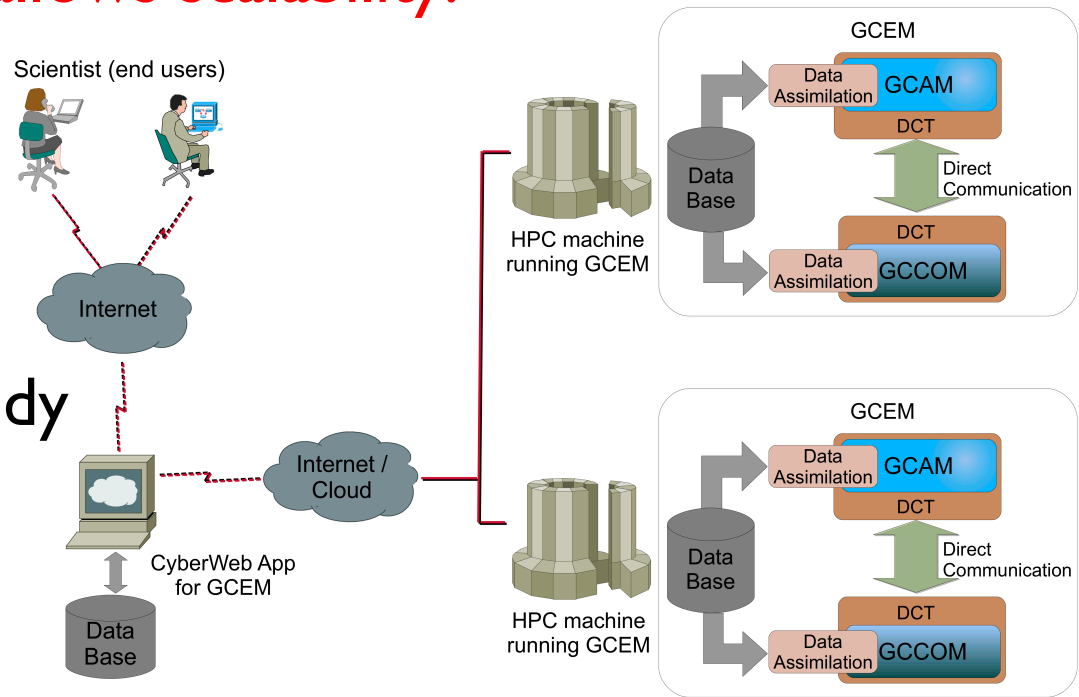 scalability.
Scientist (end users)
Internet
dy
CyberWeb App
for GCEM
Data
Base
Internet /
Cloud
HPC machine
running GCEM
GCEM
Data
Base
Data
Assimilation
GCAM
DCT
Direct
Communication
DCT
Data
Assimilation
GCCOM
HPC machine
running GCEM
GCEM
Data
Base
Data
Assimilation
GCAM
DCT
Direct
Communication
DCT
Data
Assimilation
GCCOM